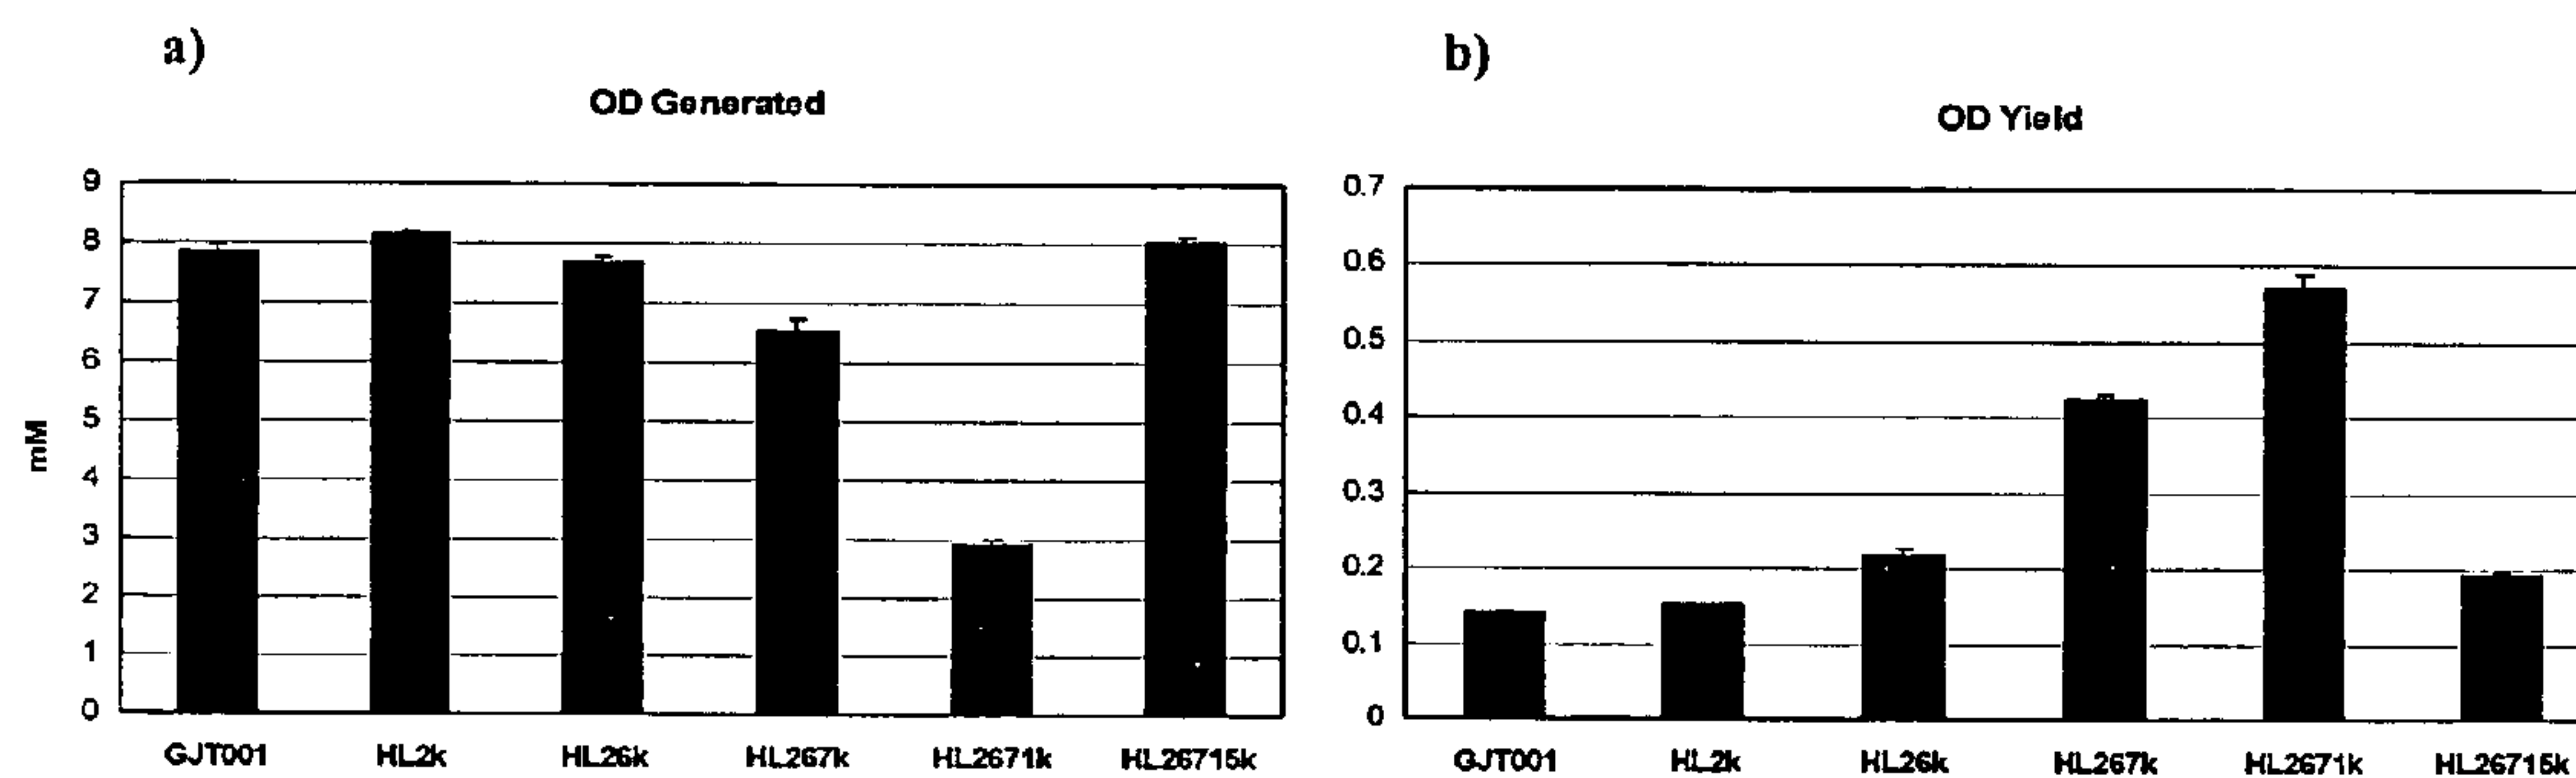 a)
OD Generated
9
8
7
6
5
4
3
2
1
0
mM
GJT001 HL2k HL26k HL267k HL2671k HL26715k
b)
OD Yield
0.7
0.6
0.5
0.4
0.3
0.2
0.1
0
GJT001 HL2k HL26k HL267k HL2671k HL26715k